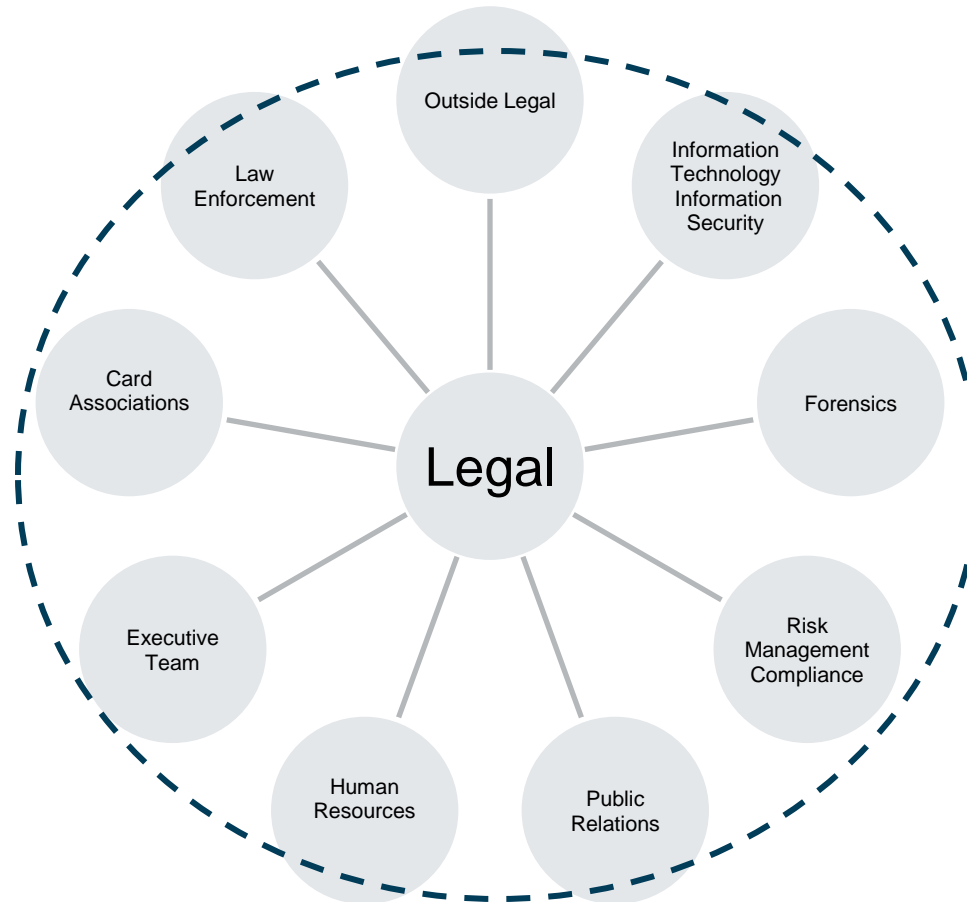 Outside Legal
Information
Technology
Information
Security
Forensics
Risk
Management
Compliance
Public
Relations
Human
Resources
Executive
Team
Card
Associations
Law
Enforcement
Legal